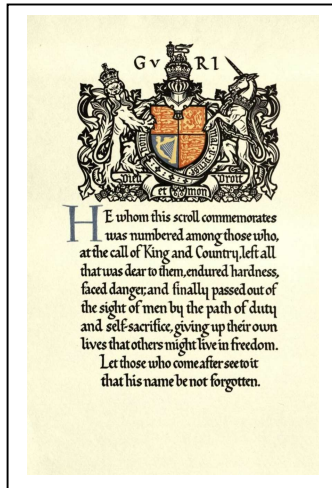 G V R I
Dieu et mon droit
HE whom this scroll commemorates
was numbered among those who,
at the call of King and Country, left all
that was dear to them, endured hardness,
faced danger, and finally passed out of
the sight of men by the path of duty
and self-sacrifice, giving up their own
lives that others might live in freedom.
Let those who come after see to it
that his name be not forgotten.